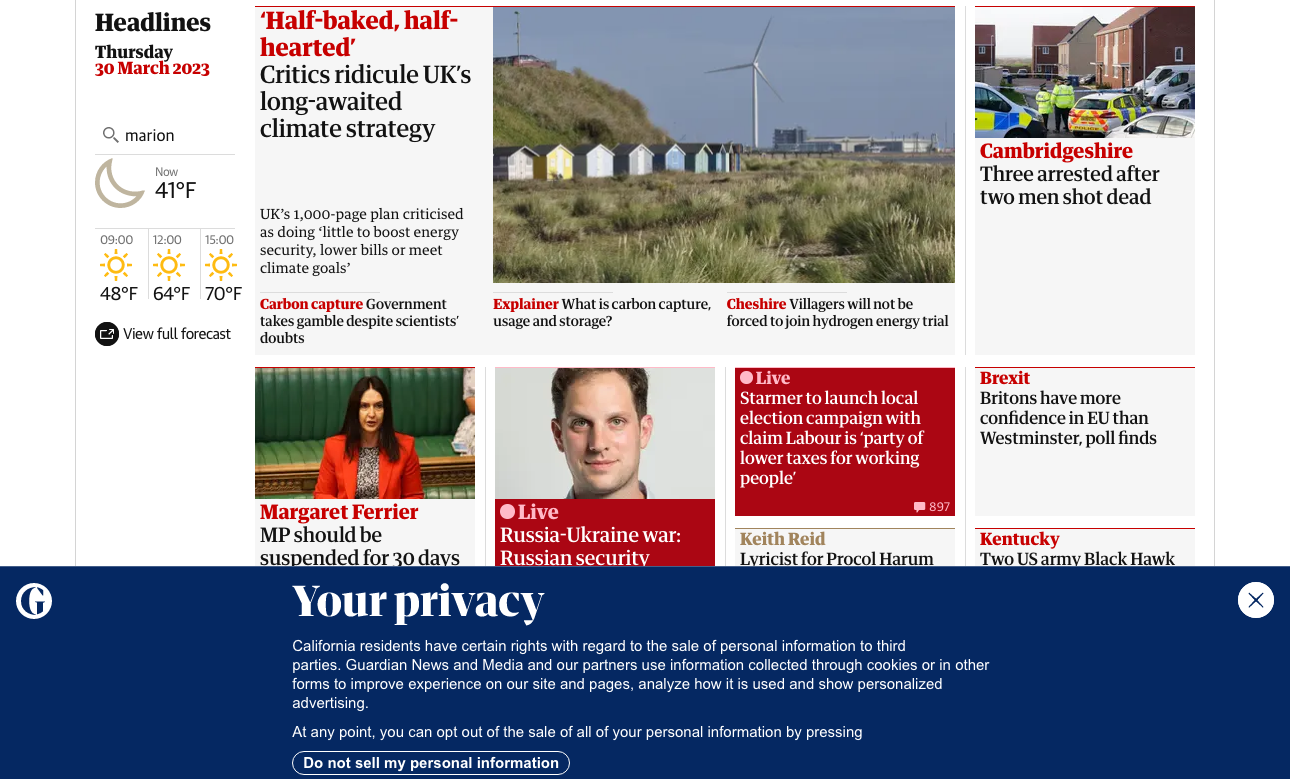 Headlines
Thursday
30 March 2023
marion
Now
41°F
09:00
12:00
15:00
48°F
64°F
70°F
View full forecast
‘Half-baked, half-
hearted’
Critics ridicule UK’s
long-awaited
climate strategy
UK’s 1,000-page plan criticised
as doing ‘little to boost energy
security, lower bills or meet
climate goals’
Carbon capture Government
takes gamble despite scientists’
doubts
Explainer What is carbon capture,
usage and storage?
Cheshire Villagers will not be
forced to join hydrogen energy trial
POLICE
Cambridgeshire
Three arrested after
two men shot dead
Margaret Ferrier
MP should be
suspended for 30 days
Live
Russia-Ukraine war:
Russian security
Live
Starmer to launch local
election campaign with
claim Labour is ‘party of
lower taxes for working
people’
897
Keith Reid
Lyricist for Procol Harum
Brexit
Britons have more
confidence in EU than
Westminster, poll finds
Kentucky
Two US army Black Hawk
Your privacy
California residents have certain rights with regard to the sale of personal information to third
parties. Guardian News and Media and our partners use information collected through cookies or in other
forms to improve experience on our site and pages, analyze how it is used and show personalized
advertising.
At any point, you can opt out of the sale of all of your personal information by pressing
Do not sell my personal information